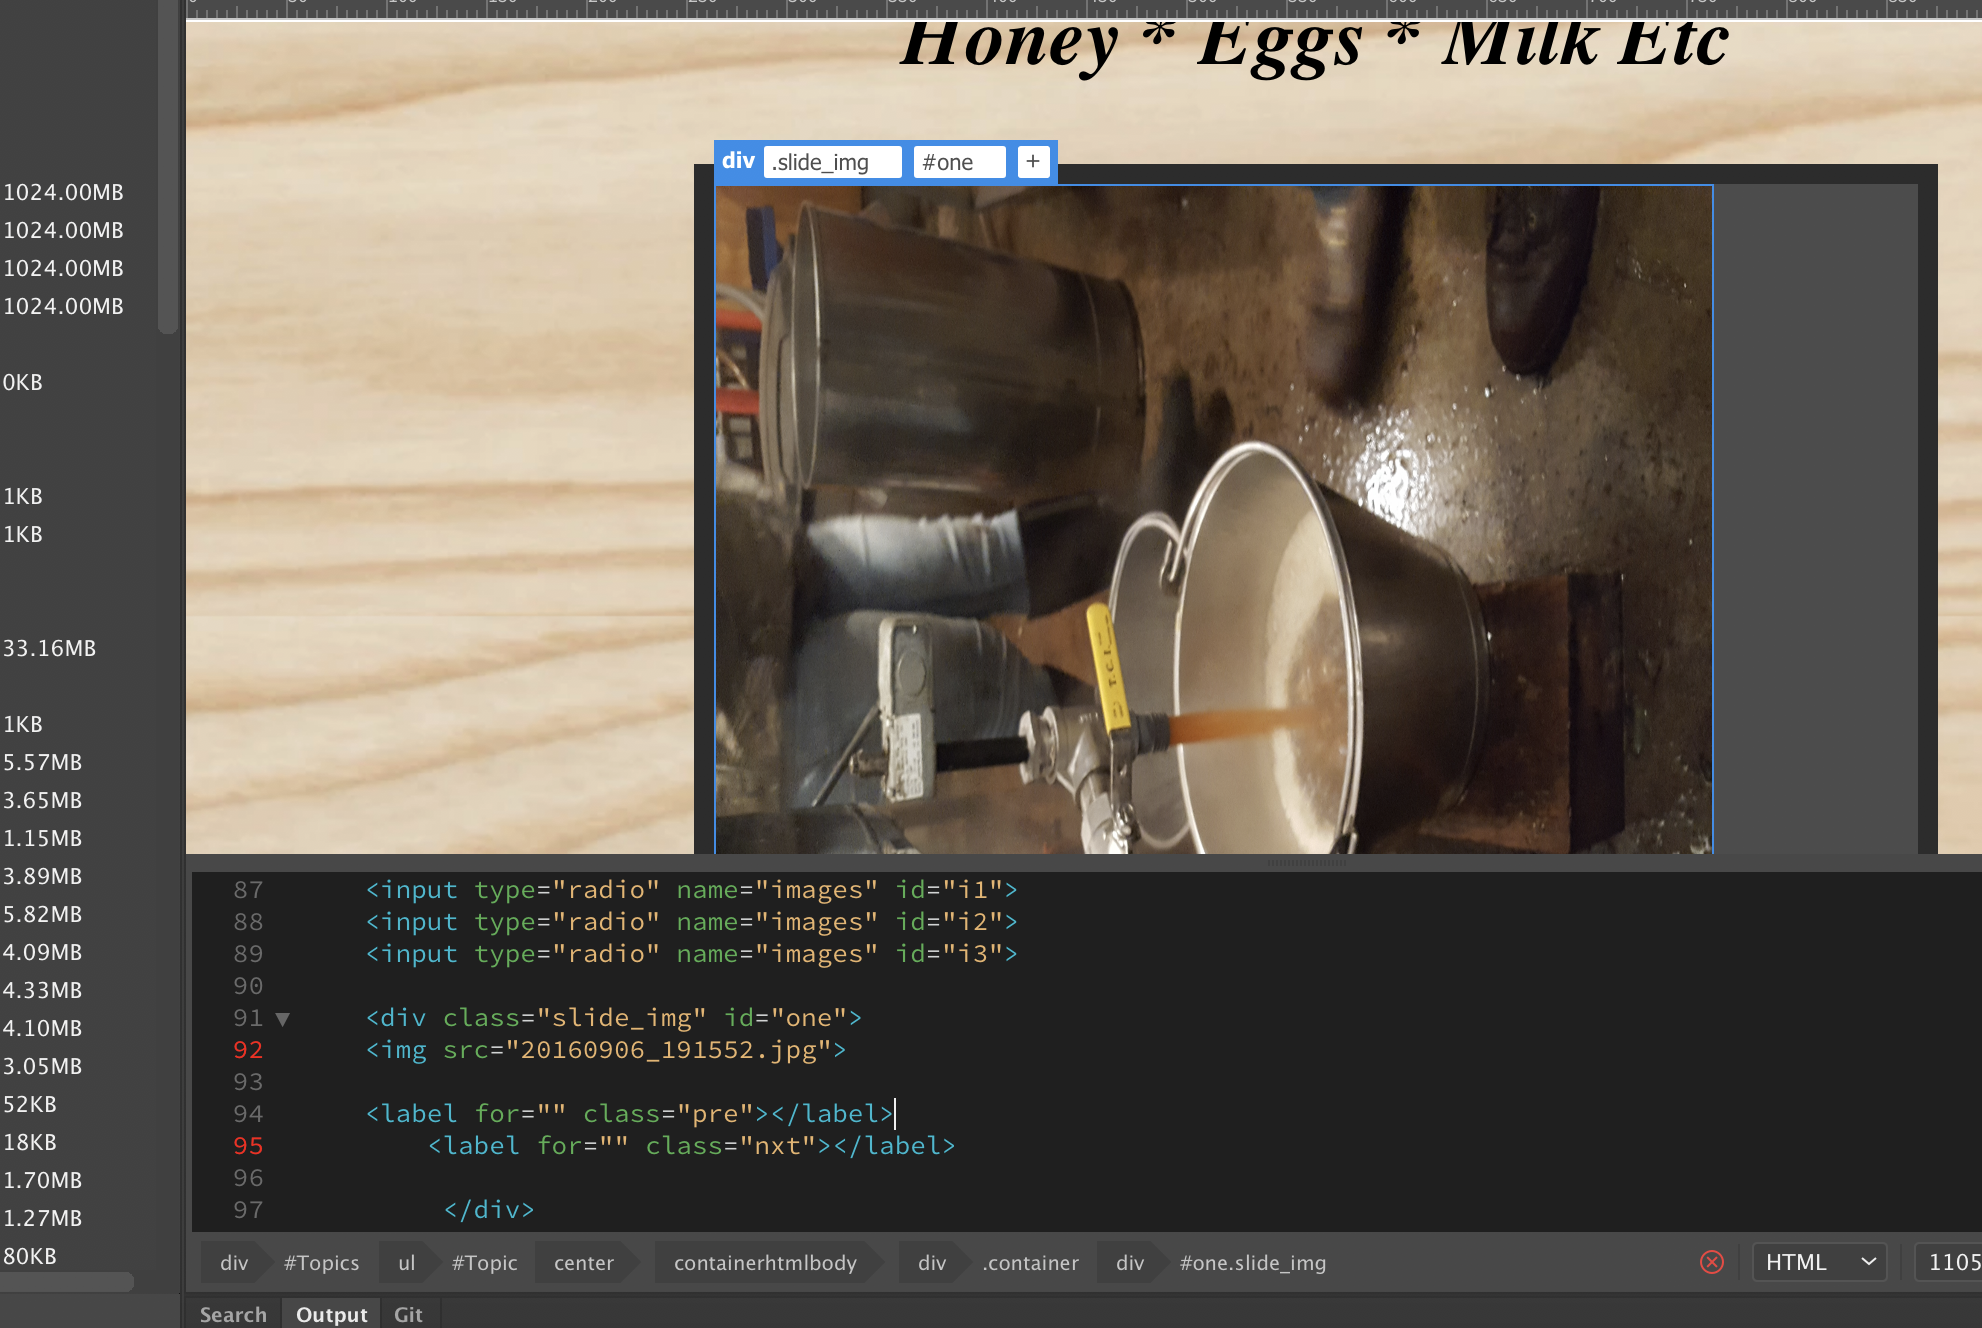 Honey * Eggs * Milk Etc
div .slide_img #one +
1024.00MB
1024.00MB
1024.00MB
1024.00MB
0KB
1KB
1KB
33.16MB
1KB
5.57MB
3.65MB
1.15MB
3.89MB
5.82MB
4.09MB
4.33MB
4.10MB
3.05MB
52KB
18KB
1.70MB
1.27MB
80KB
T.C.I
87 <input type="radio" name="images" id="i1">
88 <input type="radio" name="images" id="i2">
89 <input type="radio" name="images" id="i3">
90
91 <div class="slide_img" id="one">
92 <img src="20160906_191552.jpg">
93
94 <label for="" class="pre"></label>
95 <label for="" class="nxt"></label>
96
97 </div>
div #Topics ul #Topic center containerhtmlbody div .container div #one.slide_img HTML 1105
Search Output Git